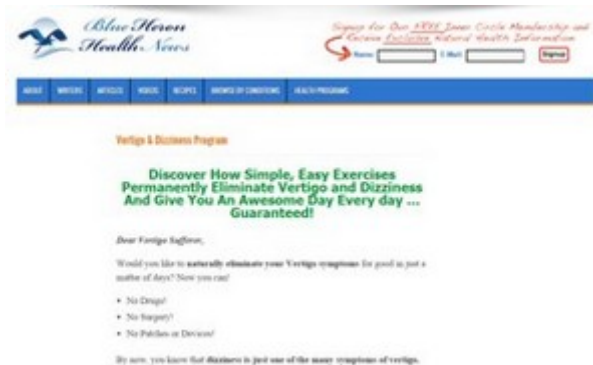 Blue Heron
Health News
Signup for Our FREE Inner Circle Membership and
Receive Exclusive Natural Health Information
Name: E-Mail: Signup
ABOUT WRITERS ARTICLES VIDEOS RECIPES BROWSE BY CONDITIONS HEALTH PROGRAMS
Vertigo & Dizziness Program
Discover How Simple, Easy Exercises
Permanently Eliminate Vertigo and Dizziness
And Give You An Awesome Day Every day ...
Guaranteed!
Dear Vertigo Sufferer,
Would you like to naturally eliminate your Vertigo symptoms for good in just a
matter of days? Now you can!
• No Drugs!
• No Surgery!
• No Patches or Devices!
By now, you know that dizziness is just one of the many symptoms of vertigo.